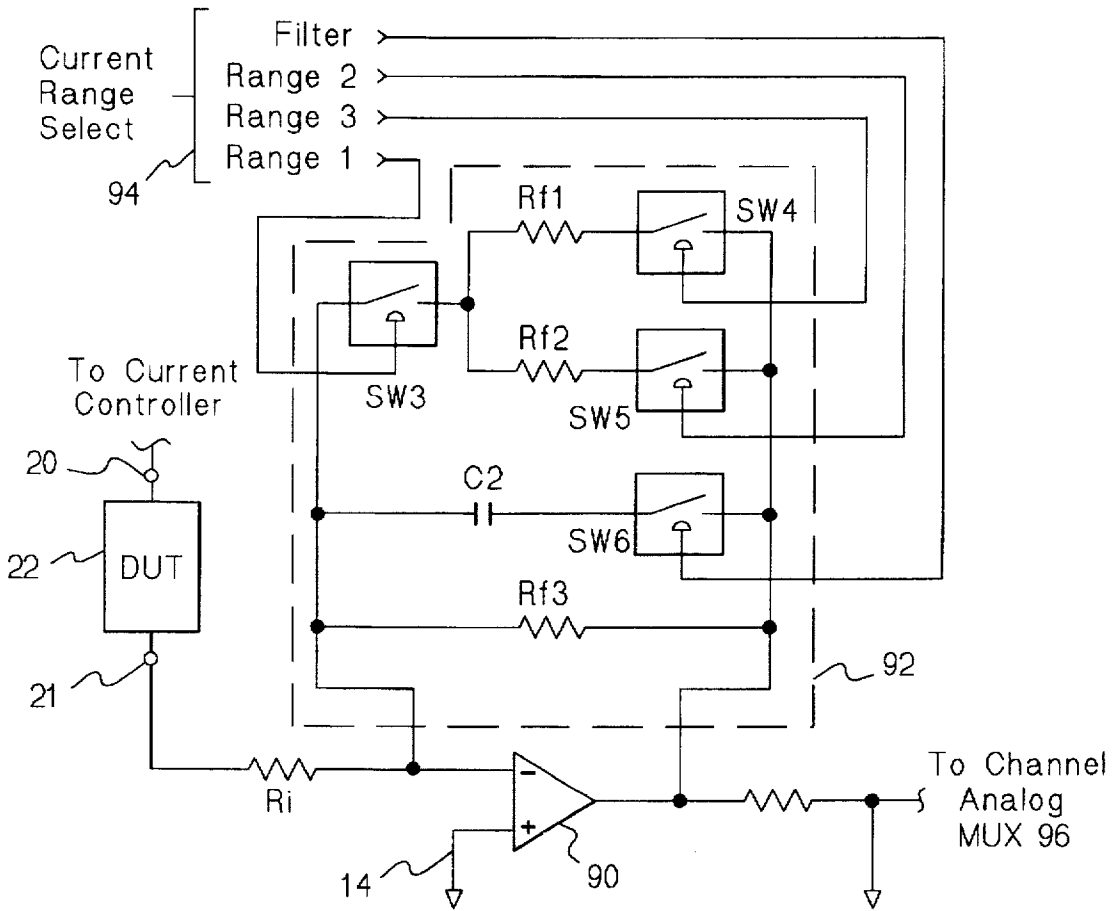 Filter
Current
Range
Select
Range 2
Range 3
Range 1
94
Rf1
SW4
Rf2
SW3
SW5
To Current
Controller
20
C2
SW6
22
DUT
Rf3
21
92
Ri
−
+
14
90
To Channel
Analog
MUX 96